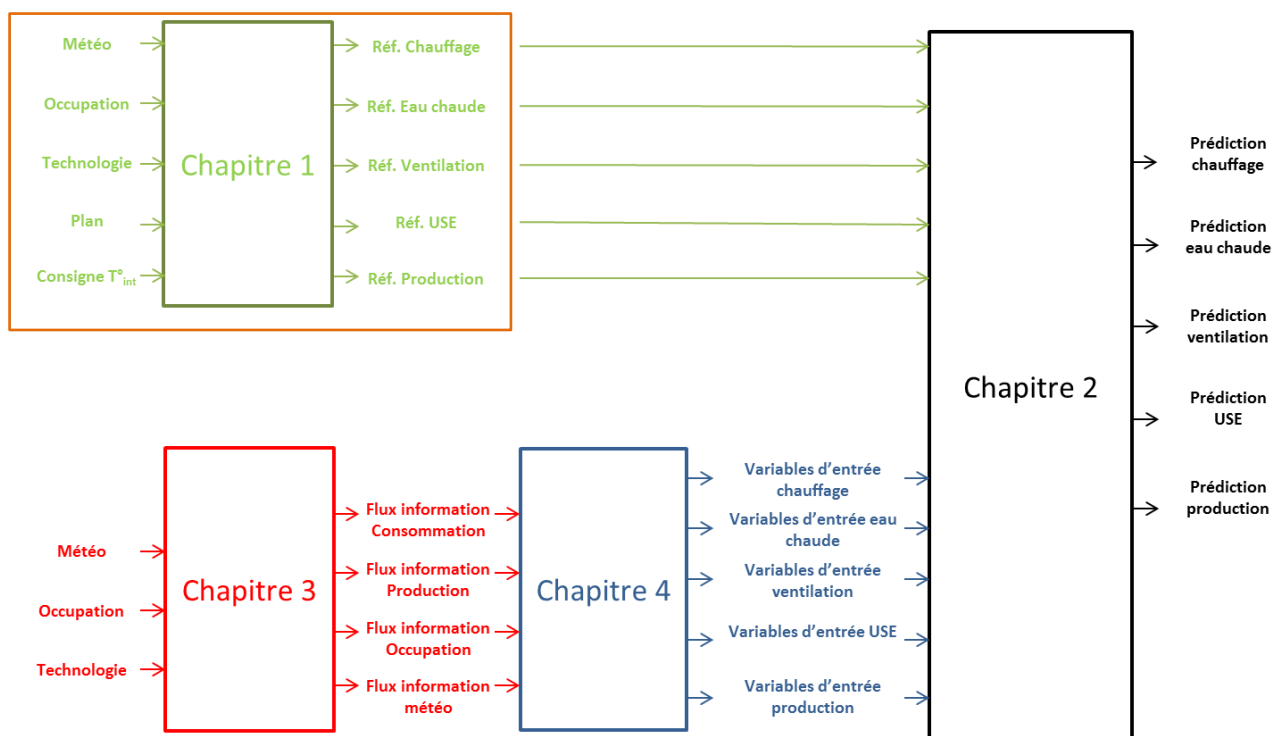 Météo
Occupation
Technologie
Plan
Consigne T°int
Chapitre 1
Réf. Chauffage
Réf. Eau chaude
Réf. Ventilation
Réf. USE
Réf. Production
Météo
Occupation
Technologie
Chapitre 3
Flux information
Consommation
Flux information
Production
Flux information
Occupation
Flux information
météo
Chapitre 4
Variables d'entrée
chauffage
Variables d'entrée eau
chaude
Variables d'entrée
ventilation
Variables d'entrée USE
Variables d'entrée
production
Chapitre 2
Prédiction
chauffage
Prédiction
eau chaude
Prédiction
ventilation
Prédiction
USE
Prédiction
production